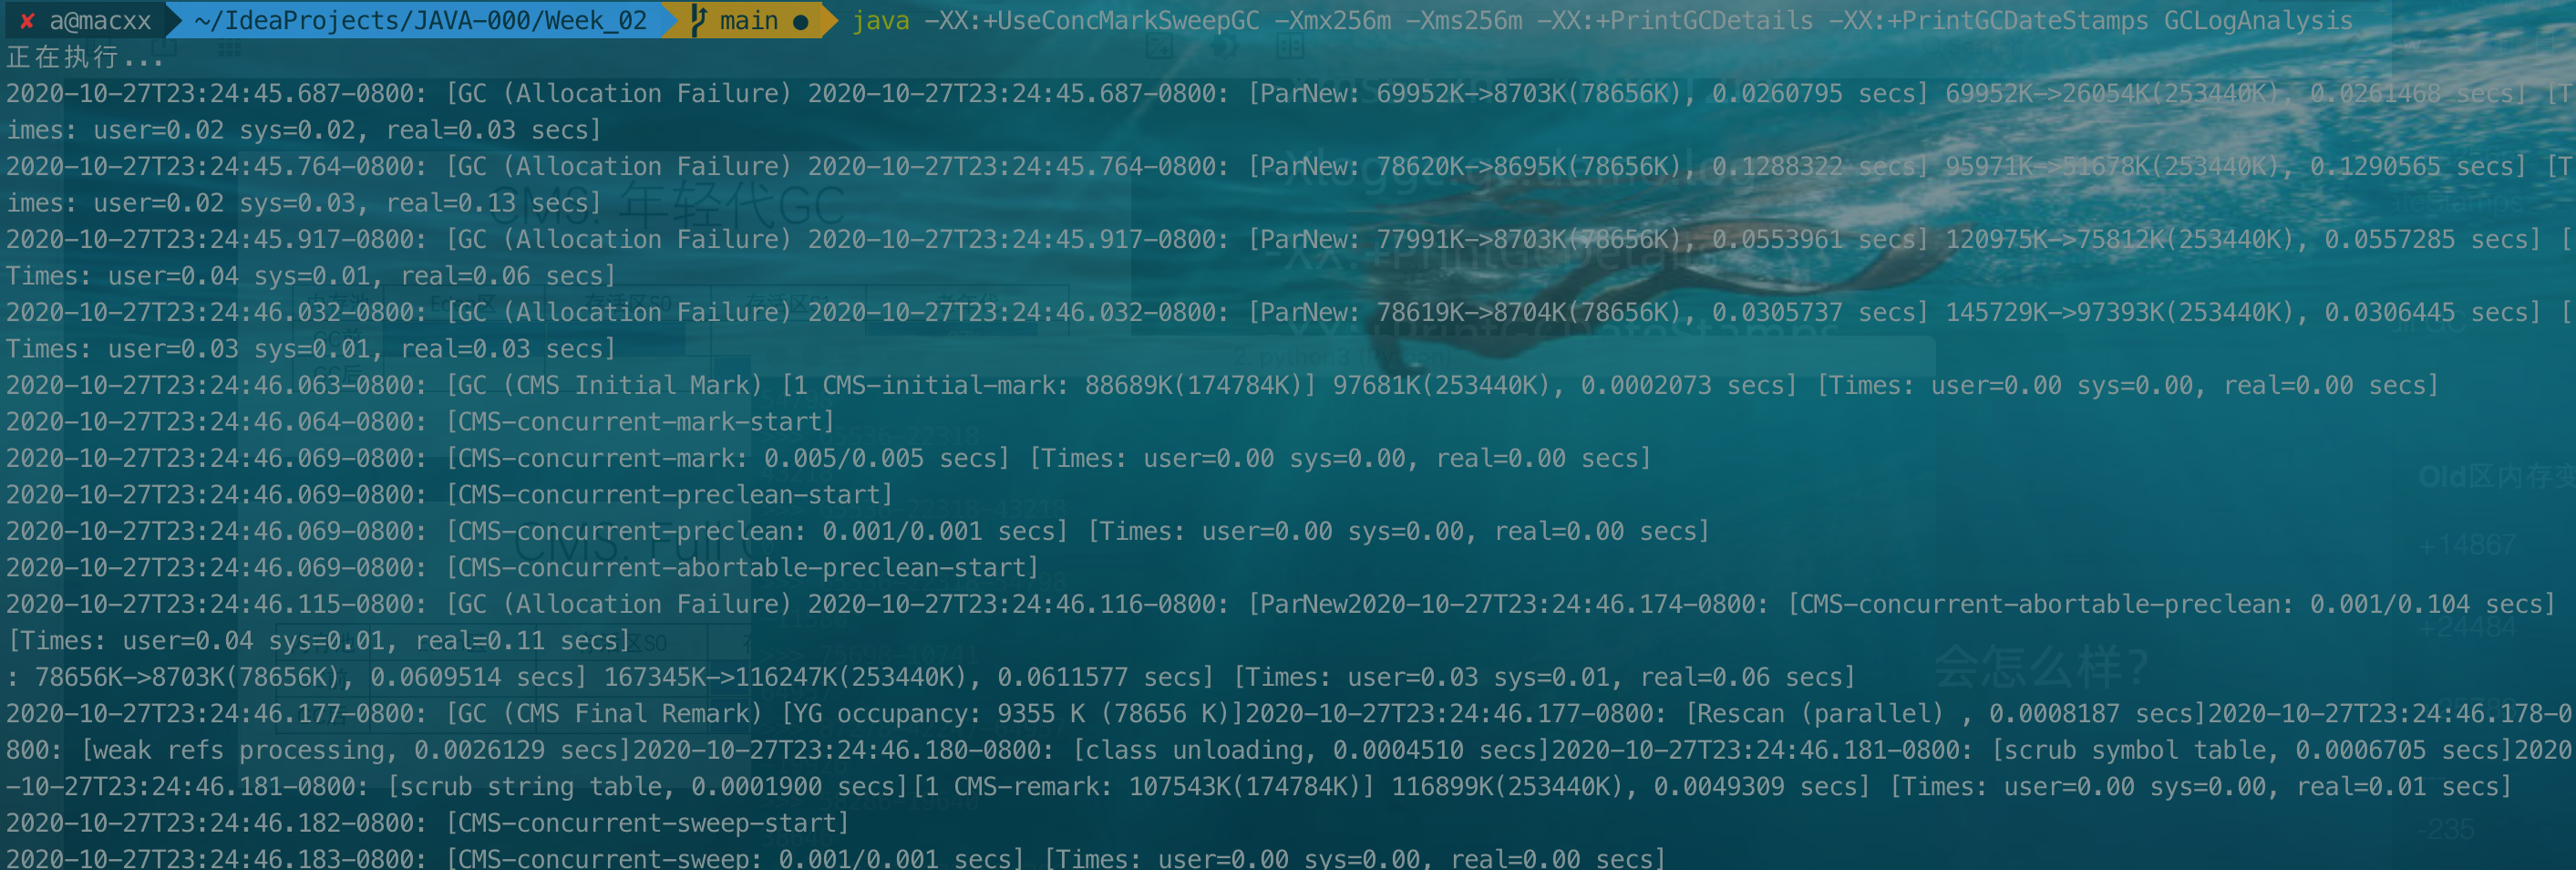 ✘ a@macxx ~/IdeaProjects/JAVA-000/Week_02 main ● java -XX:+UseConcMarkSweepGC -Xmx256m -Xms256m -XX:+PrintGCDetails -XX:+PrintGCDateStamps GCLogAnalysis
正在执行...
2020-10-27T23:24:45.687-0800: [GC (Allocation Failure) 2020-10-27T23:24:45.687-0800: [ParNew: 69952K->8703K(78656K), 0.0260795 secs] 69952K->26054K(253440K), 0.0261468 secs] [T
imes: user=0.02 sys=0.02, real=0.03 secs]
2020-10-27T23:24:45.764-0800: [GC (Allocation Failure) 2020-10-27T23:24:45.764-0800: [ParNew: 78620K->8695K(78656K), 0.1288322 secs] 95971K->51678K(253440K), 0.1290565 secs] [T
imes: user=0.02 sys=0.03, real=0.13 secs]
2020-10-27T23:24:45.917-0800: [GC (Allocation Failure) 2020-10-27T23:24:45.917-0800: [ParNew: 77991K->8703K(78656K), 0.0553961 secs] 120975K->75812K(253440K), 0.0557285 secs] [
Times: user=0.04 sys=0.01, real=0.06 secs]
2020-10-27T23:24:46.032-0800: [GC (Allocation Failure) 2020-10-27T23:24:46.032-0800: [ParNew: 78619K->8704K(78656K), 0.0305737 secs] 145729K->97393K(253440K), 0.0306445 secs] [
Times: user=0.03 sys=0.01, real=0.03 secs]
2020-10-27T23:24:46.063-0800: [GC (CMS Initial Mark) [1 CMS-initial-mark: 88689K(174784K)] 97681K(253440K), 0.0002073 secs] [Times: user=0.00 sys=0.00, real=0.00 secs]
2020-10-27T23:24:46.064-0800: [CMS-concurrent-mark-start]
2020-10-27T23:24:46.069-0800: [CMS-concurrent-mark: 0.005/0.005 secs] [Times: user=0.00 sys=0.00, real=0.00 secs]
2020-10-27T23:24:46.069-0800: [CMS-concurrent-preclean-start]
2020-10-27T23:24:46.069-0800: [CMS-concurrent-preclean: 0.001/0.001 secs] [Times: user=0.00 sys=0.00, real=0.00 secs]
2020-10-27T23:24:46.069-0800: [CMS-concurrent-abortable-preclean-start]
2020-10-27T23:24:46.115-0800: [GC (Allocation Failure) 2020-10-27T23:24:46.116-0800: [ParNew2020-10-27T23:24:46.174-0800: [CMS-concurrent-abortable-preclean: 0.001/0.104 secs]
[Times: user=0.04 sys=0.01, real=0.11 secs]
: 78656K->8703K(78656K), 0.0609514 secs] 167345K->116247K(253440K), 0.0611577 secs] [Times: user=0.03 sys=0.01, real=0.06 secs]
2020-10-27T23:24:46.177-0800: [GC (CMS Final Remark) [YG occupancy: 9355 K (78656 K)]2020-10-27T23:24:46.177-0800: [Rescan (parallel) , 0.0008187 secs]2020-10-27T23:24:46.178-0
800: [weak refs processing, 0.0026129 secs]2020-10-27T23:24:46.180-0800: [class unloading, 0.0004510 secs]2020-10-27T23:24:46.181-0800: [scrub symbol table, 0.0006705 secs]2020
-10-27T23:24:46.181-0800: [scrub string table, 0.0001900 secs][1 CMS-remark: 107543K(174784K)] 116899K(253440K), 0.0049309 secs] [Times: user=0.00 sys=0.00, real=0.01 secs]
2020-10-27T23:24:46.182-0800: [CMS-concurrent-sweep-start]
2020-10-27T23:24:46.183-0800: [CMS-concurrent-sweep: 0.001/0.001 secs] [Times: user=0.00 sys=0.00, real=0.00 secs]
CMS: 年轻代GC
Old区内存变
+14867
+24484
会怎么样?
-235